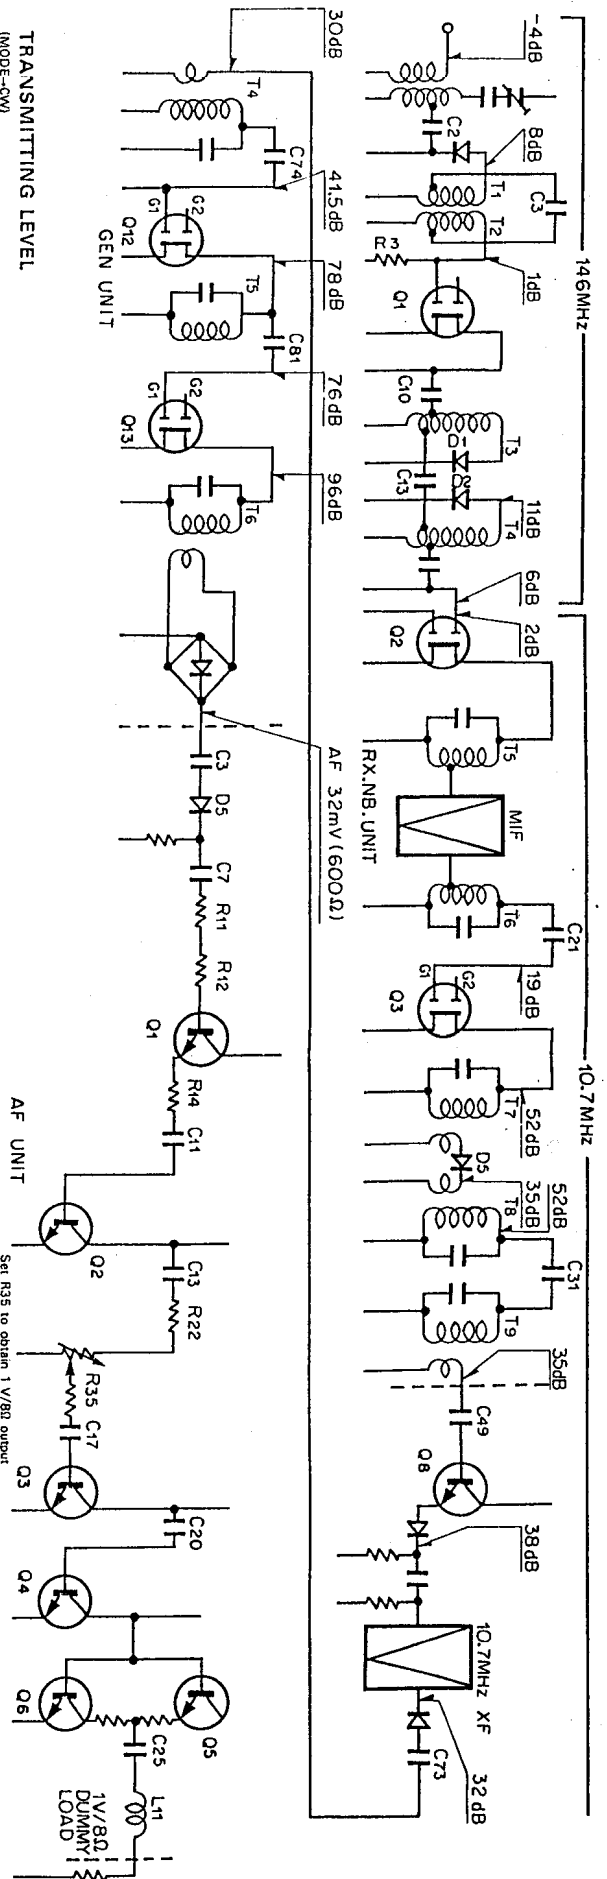 146MHz
10.7MHz
-4dB
8dB
1dB
11dB
6dB
2dB
19dB
52dB
35dB
52dB
35dB
38dB
32dB
C2
T1
T2
C3
R3
Q1
C10
T3
D1
C13
D2
T4
Q2
T5
MIF
RX.NB.UNIT
T6
C21
G1
G2
Q3
T7
D5
T8
C31
T9
C49
Q8
10.7MHz XF
C73
30dB
41.5dB
78dB
76dB
96dB
AF 32mV (600Ω)
T4
C74
G1
G2
Q12
T5
GEN UNIT
C81
G1
G2
Q13
T6
C3
D5
C7
R11
R12
Q1
R14
C11
Q2
C13
R22
R35
C17
Q3
C20
Q4
Q6
Q5
C25
L11
1V/8Ω
DUMMY
LOAD
AF UNIT
Set R35 to obtain 1 V/8Ω output
TRANSMITTING LEVEL
(MODE-CW)